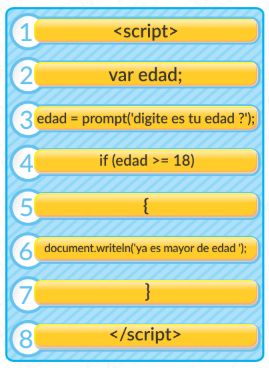 1 <script>
2 var edad;
3 edad = prompt('digite es tu edad ?');
4 if (edad >= 18)
5 {
6 document.writeln('ya es mayor de edad ');
7 }
8 </script>